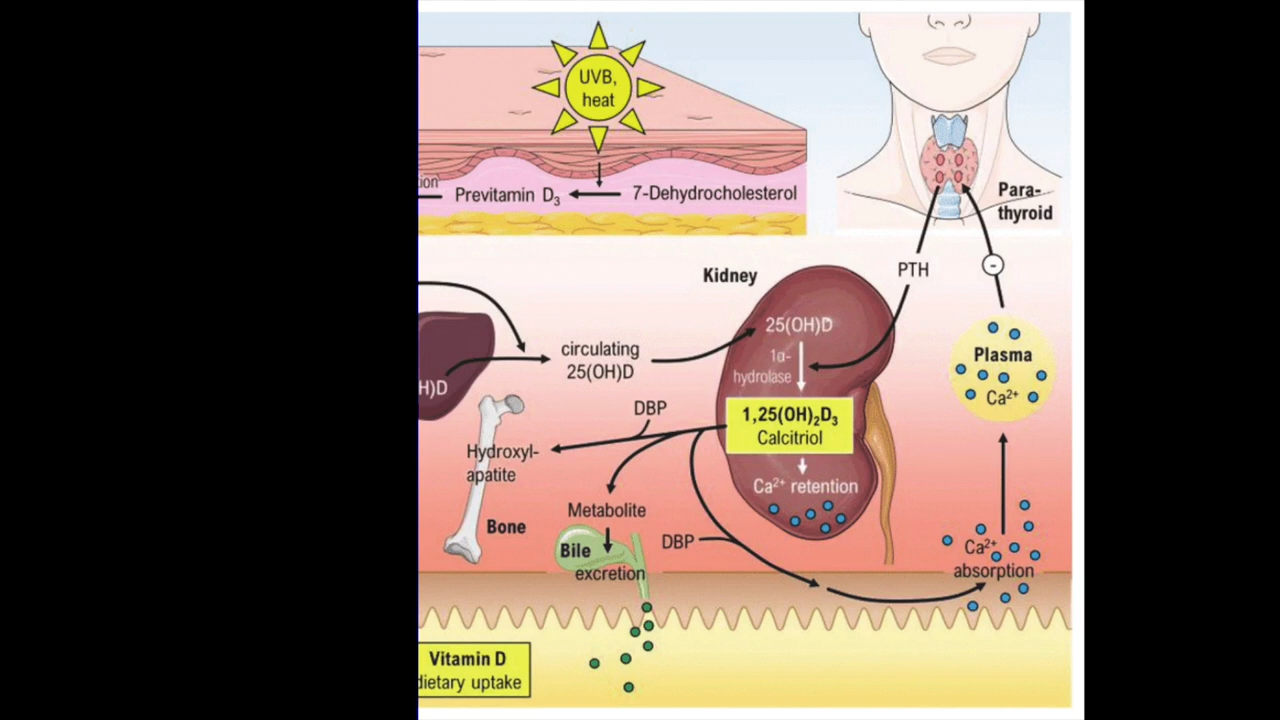 UVB,
heat
ion
Previtamin D₃
7-Dehydrocholesterol
Para-
thyroid
Kidney
PTH
-
25(OH)D
1α-
hydrolase
circulating
25(OH)D
H)D
Plasma
Ca²⁺
1,25(OH)₂D₃
Calcitriol
DBP
Hydroxyl-
apatite
Bone
Ca²⁺ retention
Metabolite
Bile
excretion
DBP
Ca²⁺
absorption
Vitamin D
dietary uptake